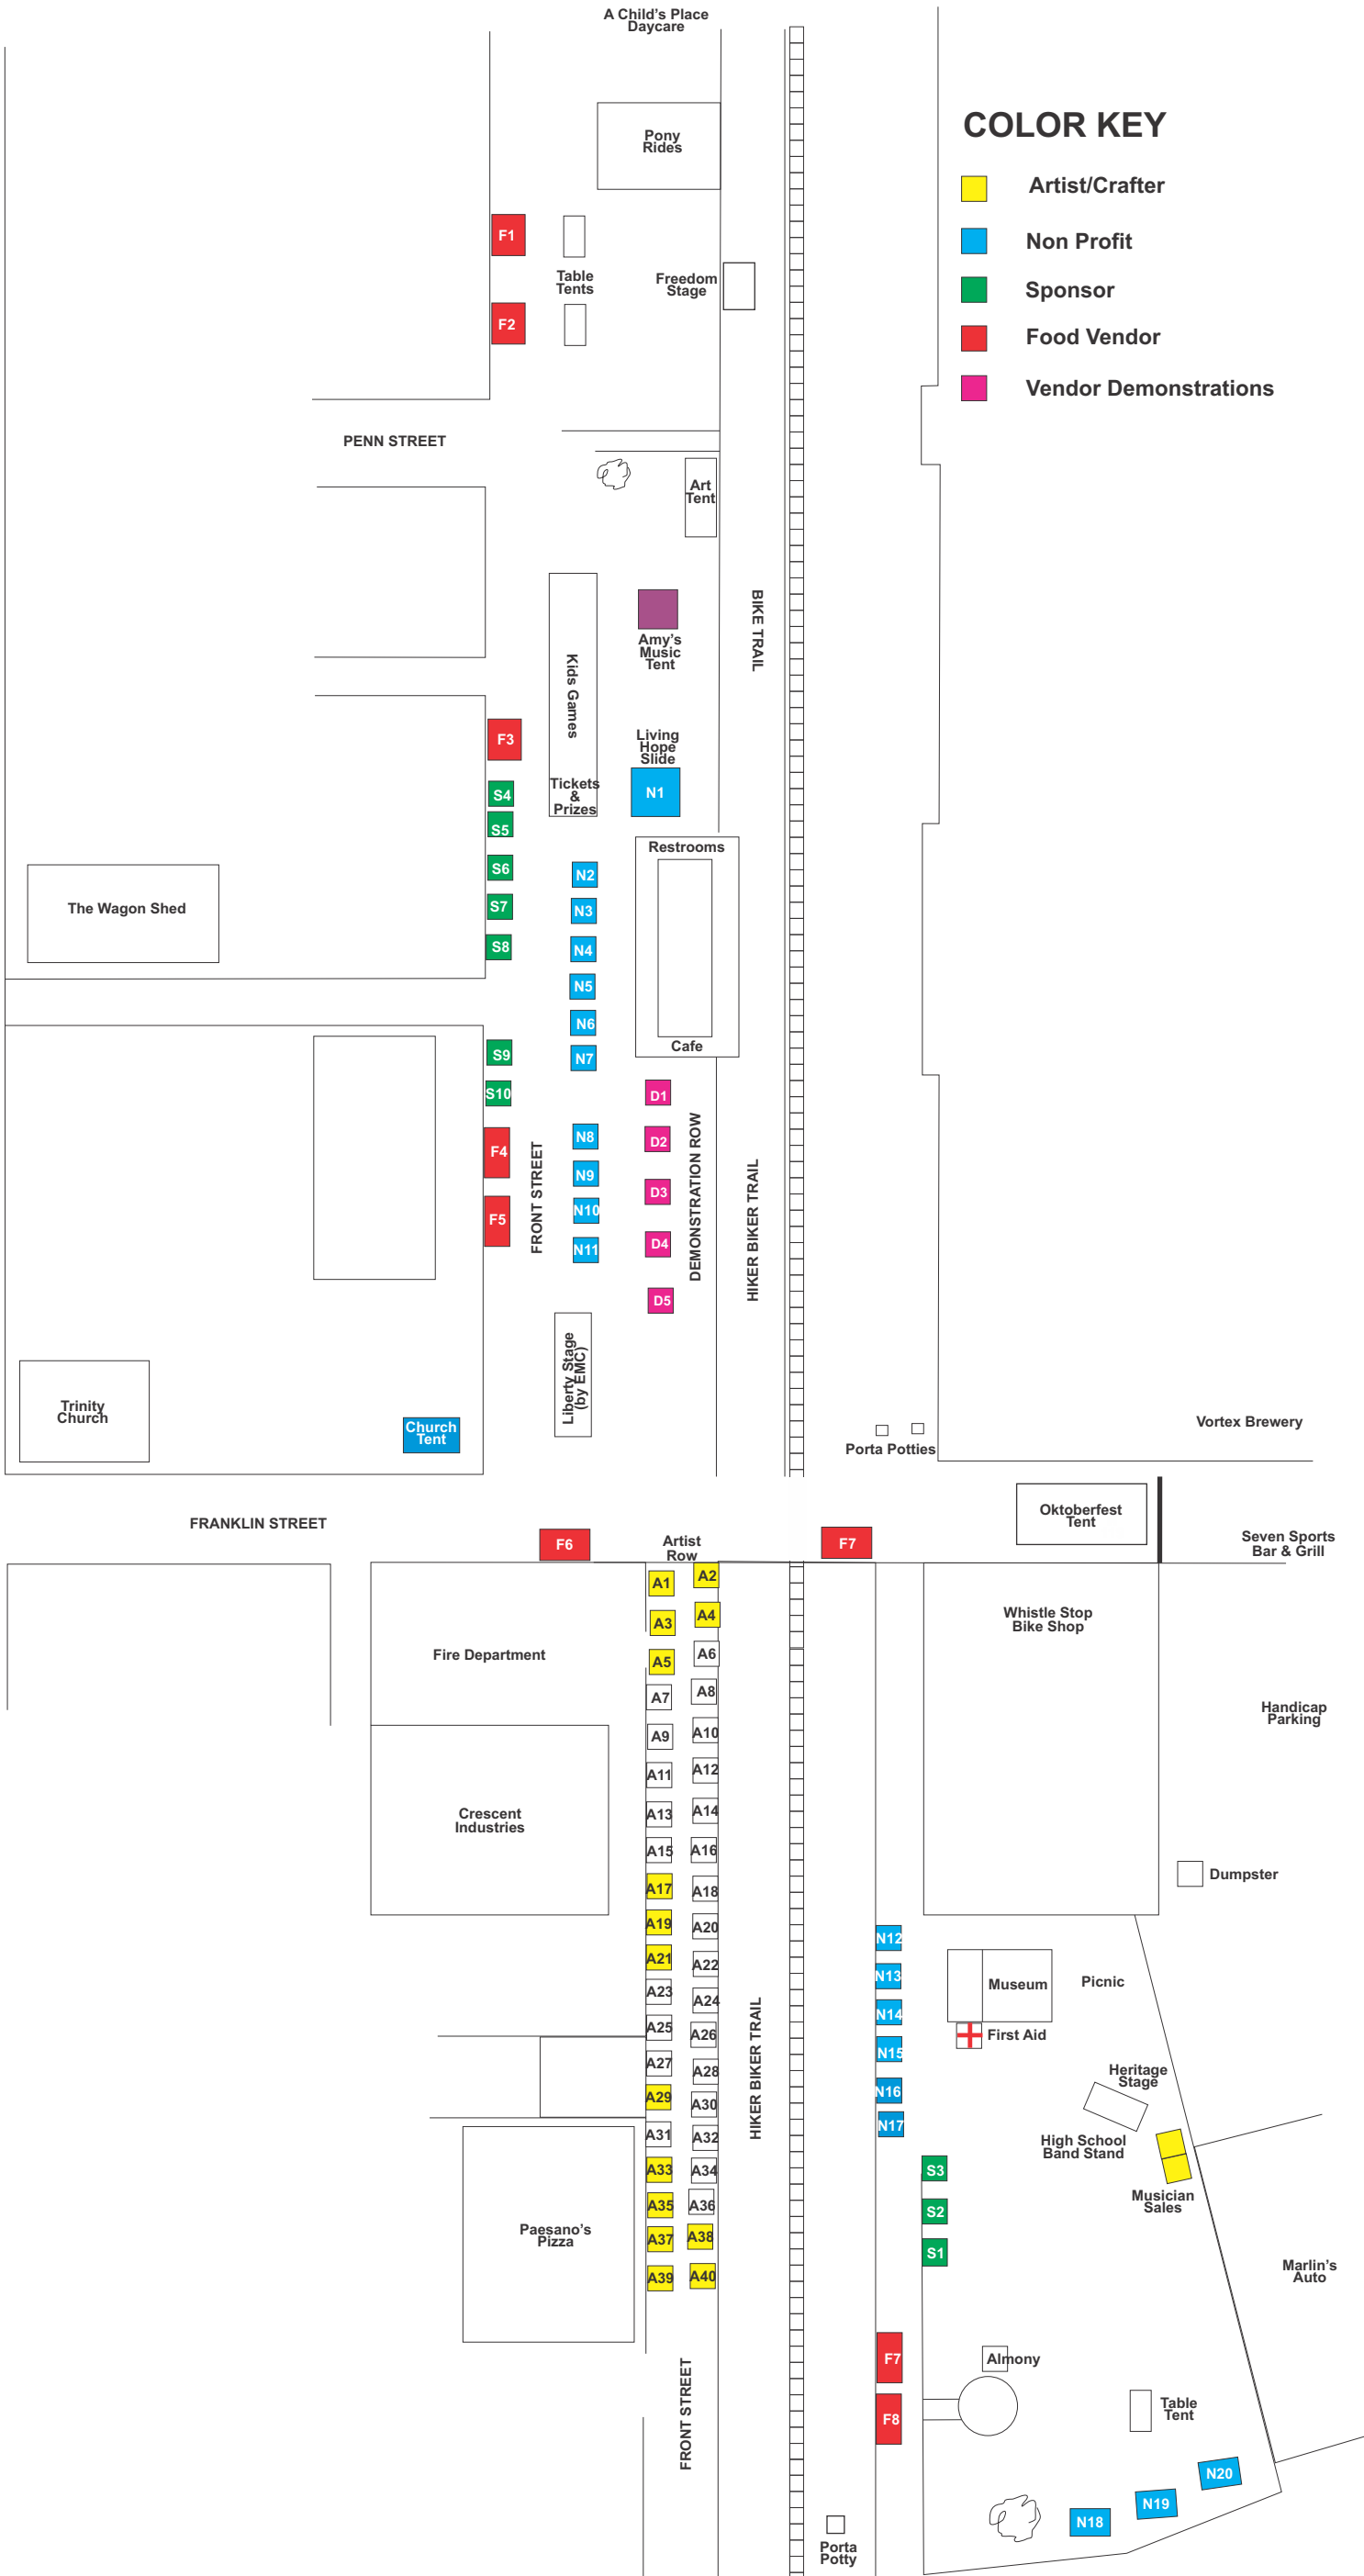 A Child's Place
Daycare
COLOR KEY
Artist/Crafter
Non Profit
Sponsor
Food Vendor
Vendor Demonstrations
Pony
Rides
F1
Table
Tents
Freedom
Stage
F2
PENN STREET
Art
Tent
BIKE TRAIL
Amy's
Music
Tent
Kids Games
Tickets
&
Prizes
Living
Hope
Slide
N1
F3
S4
S5
S6
S7
S8
The Wagon Shed
Restrooms
Cafe
N2
N3
N4
N5
N6
N7
S9
S10
F4
F5
FRONT STREET
N8
N9
N10
N11
D1
D2
D3
D4
D5
DEMONSTRATION ROW
HIKER BIKER TRAIL
Liberty Stage
(by EMC)
Trinity
Church
Church
Tent
Porta Potties
Vortex Brewery
FRANKLIN STREET
F6
Artist
Row
F7
Oktoberfest
Tent
Seven Sports
Bar & Grill
A1
A2
A3
A4
A5
A6
A7
A8
A9
A10
A11
A12
A13
A14
A15
A16
A17
A18
A19
A20
A21
A22
A23
A24
A25
A26
A27
A28
A29
A30
A31
A32
A33
A34
A35
A36
A37
A38
A39
A40
Fire Department
Crescent
Industries
Paesano's
Pizza
HIKER BIKER TRAIL
FRONT STREET
Whistle Stop
Bike Shop
Handicap
Parking
Dumpster
N12
N13
N14
N15
N16
N17
Museum
Picnic
First Aid
Heritage
Stage
High School
Band Stand
Musician
Sales
S3
S2
S1
Marlin's
Auto
F7
F8
Almony
Table
Tent
N20
N19
N18
Porta
Potty